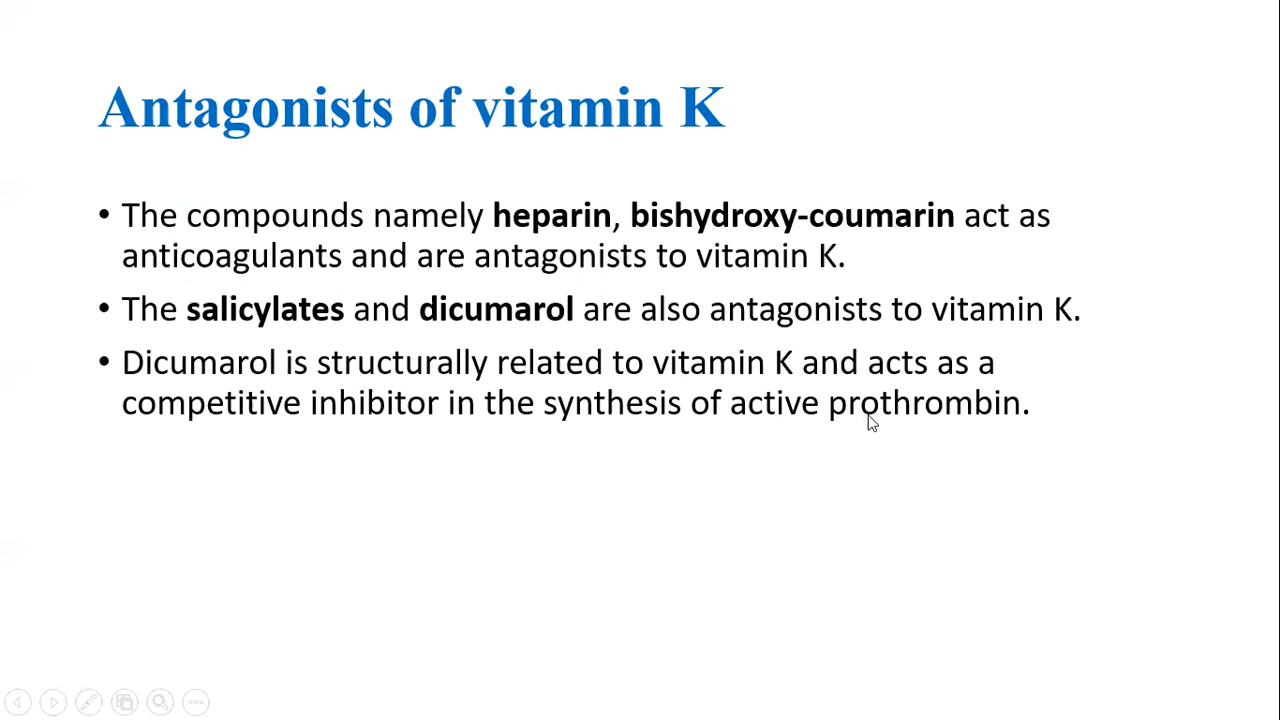 Antagonists of vitamin K
• The compounds namely heparin, bishydroxy-coumarin act as
anticoagulants and are antagonists to vitamin K.
• The salicylates and dicumarol are also antagonists to vitamin K.
• Dicumarol is structurally related to vitamin K and acts as a
competitive inhibitor in the synthesis of active prothrombin.